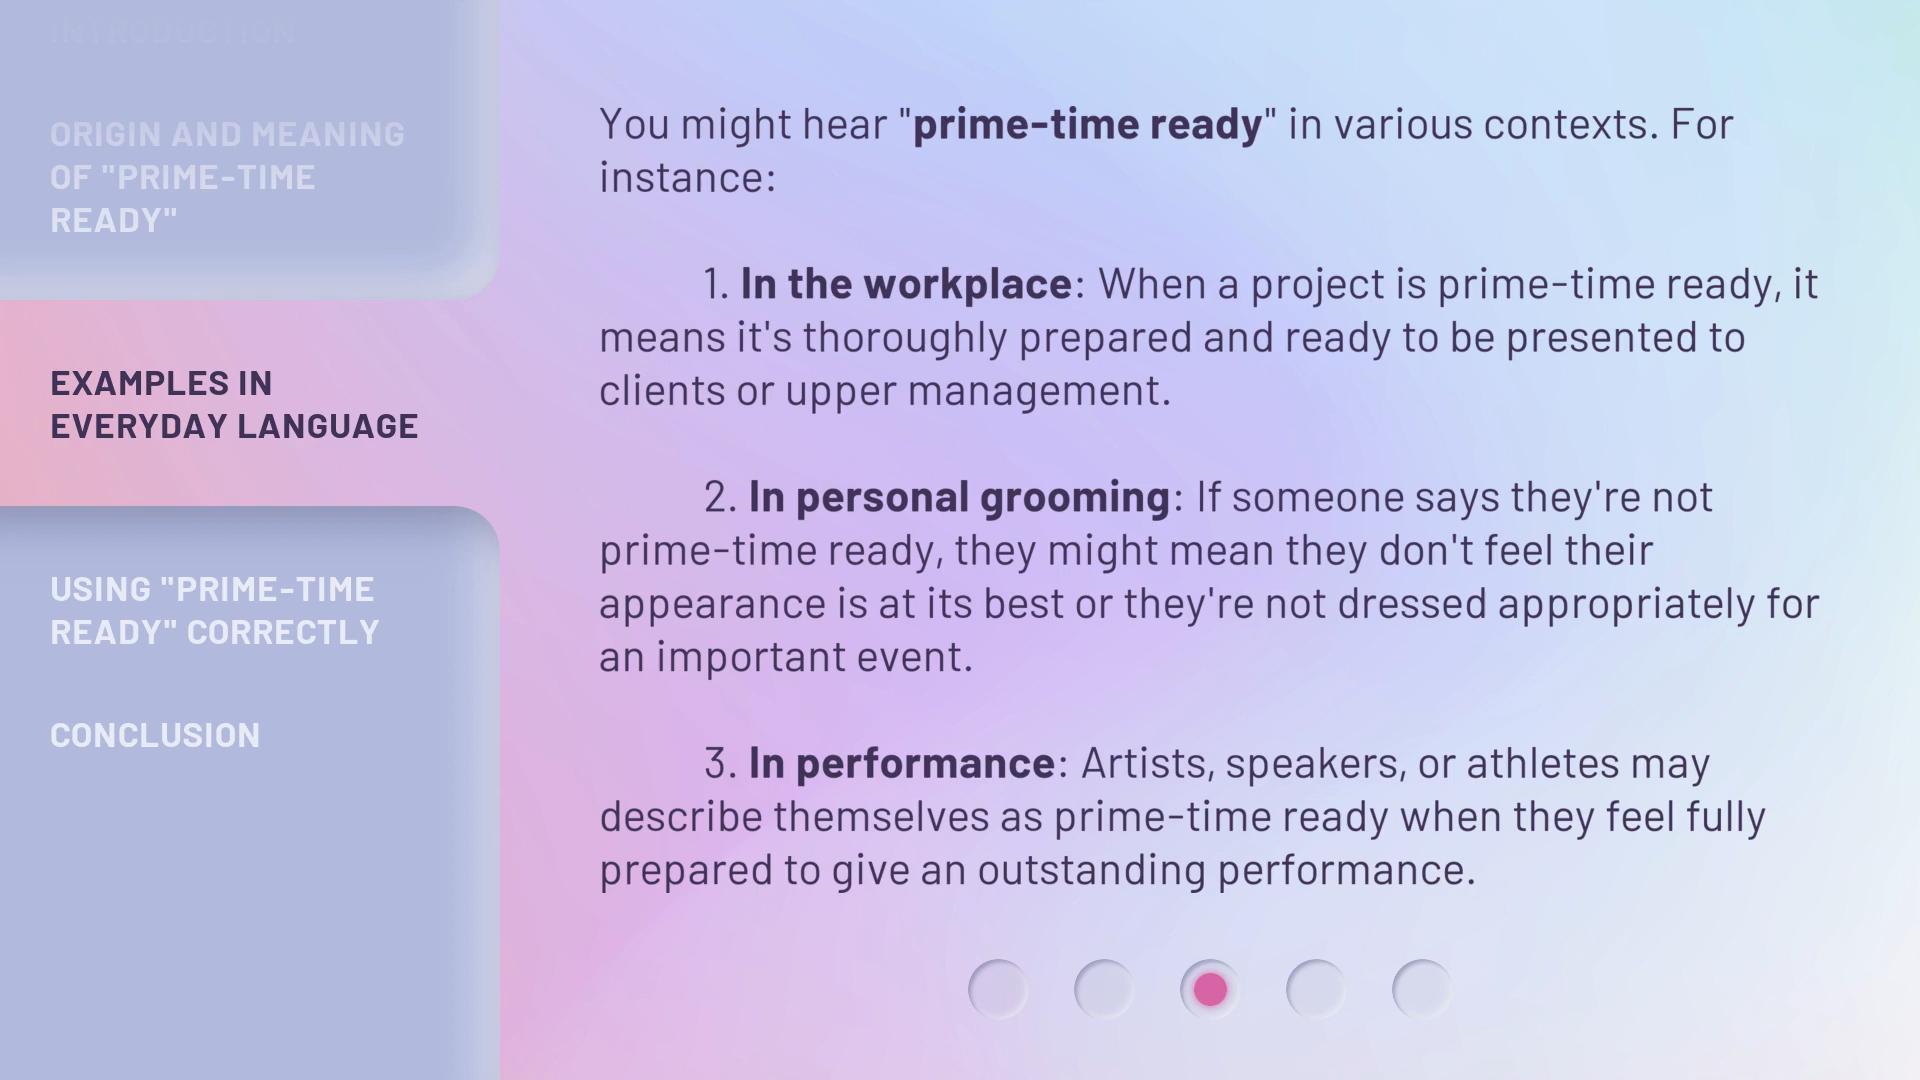 INTRODUCTION
ORIGIN AND MEANING
OF "PRIME-TIME
READY"
EXAMPLES IN
EVERYDAY LANGUAGE
USING "PRIME-TIME
READY" CORRECTLY
CONCLUSION
You might hear "prime-time ready" in various contexts. For
instance:
1. In the workplace: When a project is prime-time ready, it
means it's thoroughly prepared and ready to be presented to
clients or upper management.
2. In personal grooming: If someone says they're not
prime-time ready, they might mean they don't feel their
appearance is at its best or they're not dressed appropriately for
an important event.
3. In performance: Artists, speakers, or athletes may
describe themselves as prime-time ready when they feel fully
prepared to give an outstanding performance.